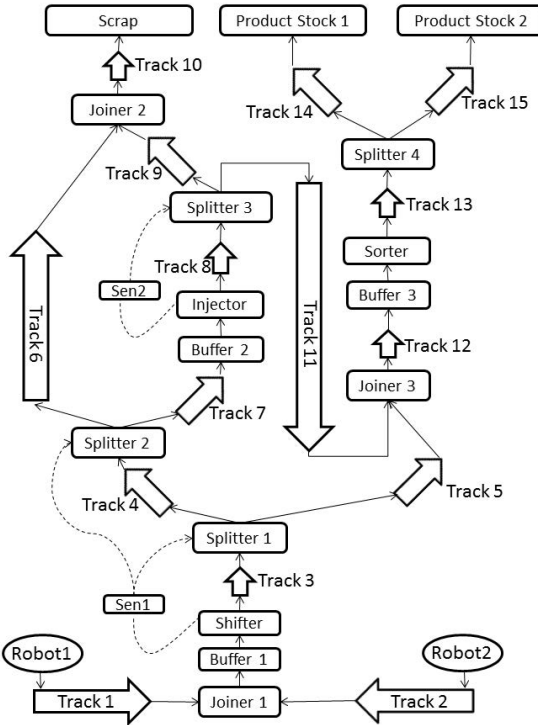 Scrap
Product Stock 1
Product Stock 2
Track 10
Joiner 2
Track 14
Track 15
Track 9
Splitter 4
Splitter 3
Track 13
Sorter
Track 8
Sen2
Injector
Buffer 3
Track 6
Track 11
Buffer 2
Track 12
Joiner 3
Track 7
Splitter 2
Track 4
Track 5
Splitter 1
Track 3
Sen1
Shifter
Robot1
Buffer 1
Robot2
Track 1
Joiner 1
Track 2